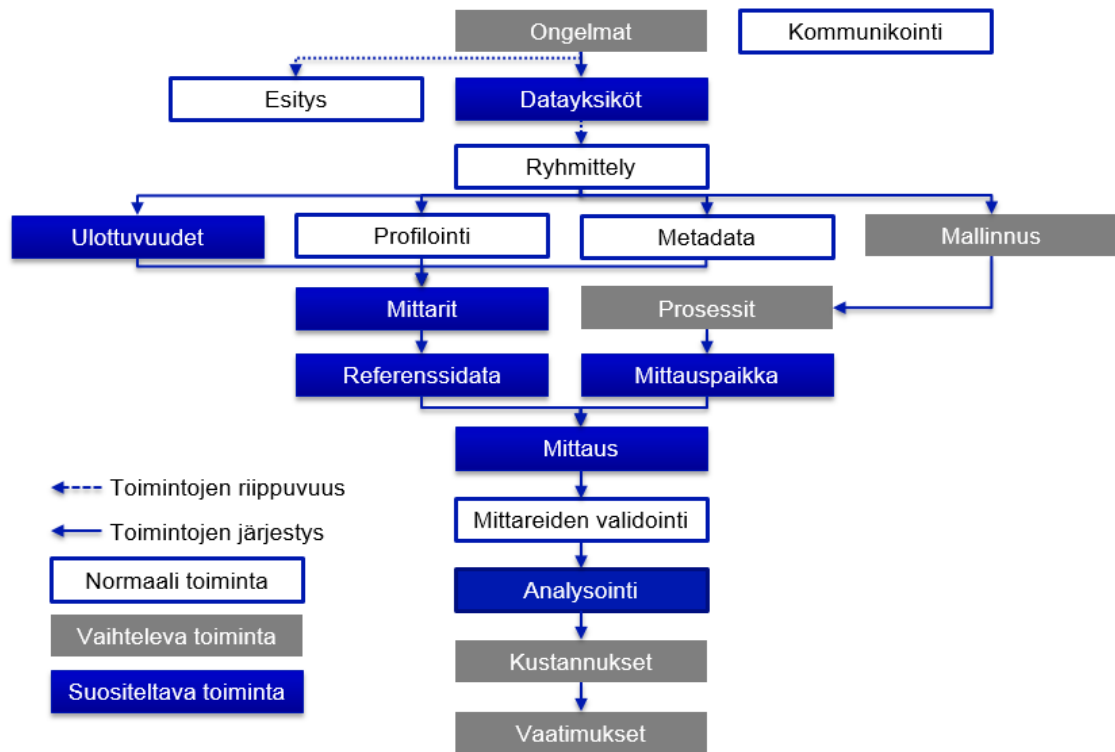 Ongelmat
Kommunikointi
Esitys
Datayksiköt
Ryhmittely
Ulottuvuudet
Profilointi
Metadata
Mallinnus
Mittarit
Prosessit
Referenssidata
Mittauspaikka
Mittaus
Mittareiden validointi
Analysointi
Kustannukset
Vaatimukset
Toimintojen riippuvuus
Toimintojen järjestys
Normaali toiminta
Vaihteleva toiminta
Suositeltava toiminta